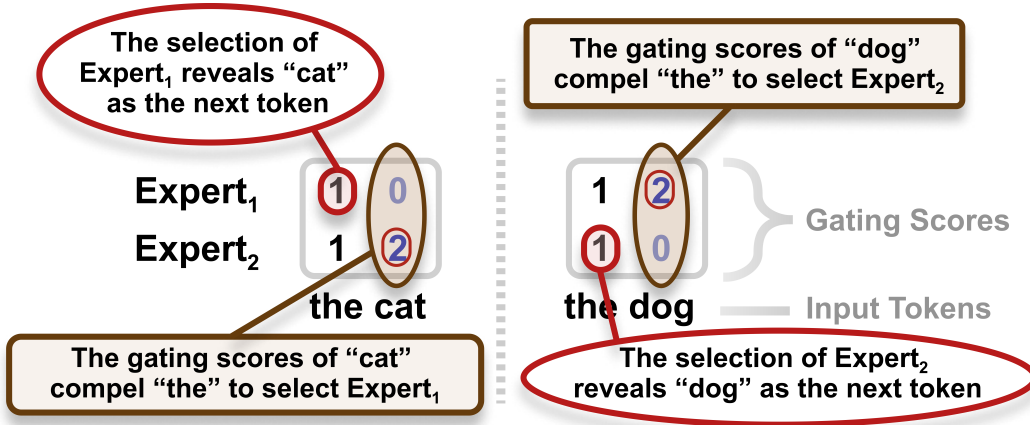 The selection of
Expert₁ reveals “cat”
as the next token
The gating scores of “dog”
compel “the” to select Expert₂
Expert₁ 1 0
Expert₂ 1 2
the cat
1 2
1 0
the dog
Gating Scores
Input Tokens
The gating scores of “cat”
compel “the” to select Expert₁
The selection of Expert₂
reveals “dog” as the next token